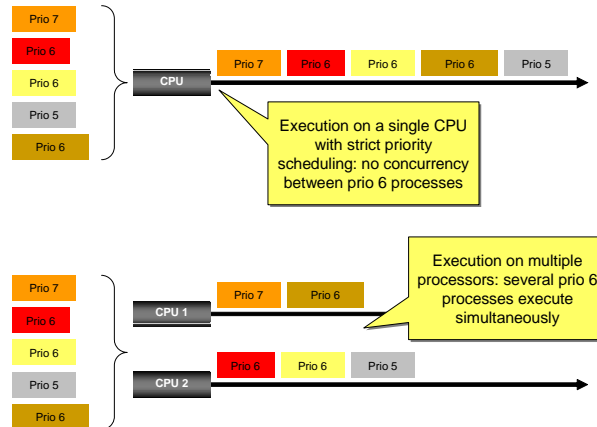 Prio 7
Prio 6
Prio 6
Prio 5
Prio 6
CPU
Prio 7 Prio 6 Prio 6 Prio 6 Prio 5
Execution on a single CPU
with strict priority
scheduling: no concurrency
between prio 6 processes
Prio 7
Prio 6
Prio 6
Prio 5
Prio 6
CPU 1
Prio 7 Prio 6
Execution on multiple
processors: several prio 6
processes execute
simultaneously
CPU 2
Prio 6 Prio 6 Prio 5